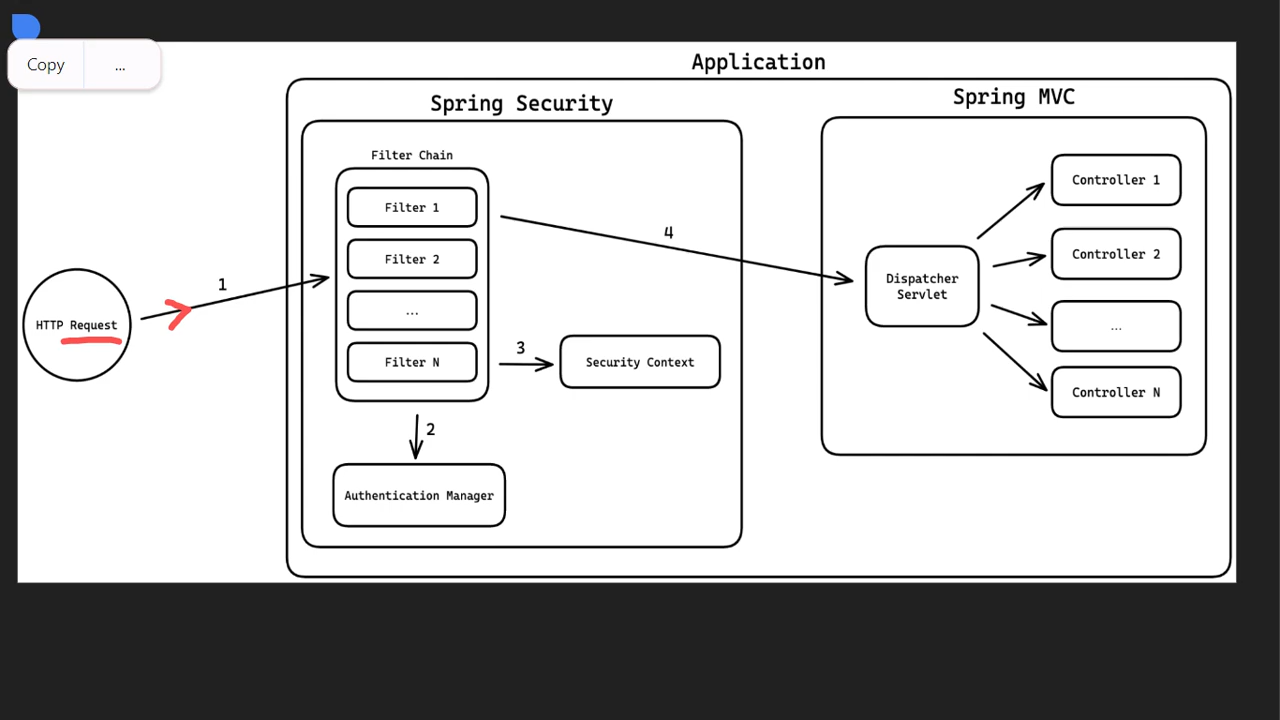 Copy
...
Application
Spring Security
Spring MVC
Filter Chain
Filter 1
Filter 2
...
Filter N
1
HTTP Request
2
3
Security Context
Authentication Manager
4
Dispatcher
Servlet
Controller 1
Controller 2
...
Controller N